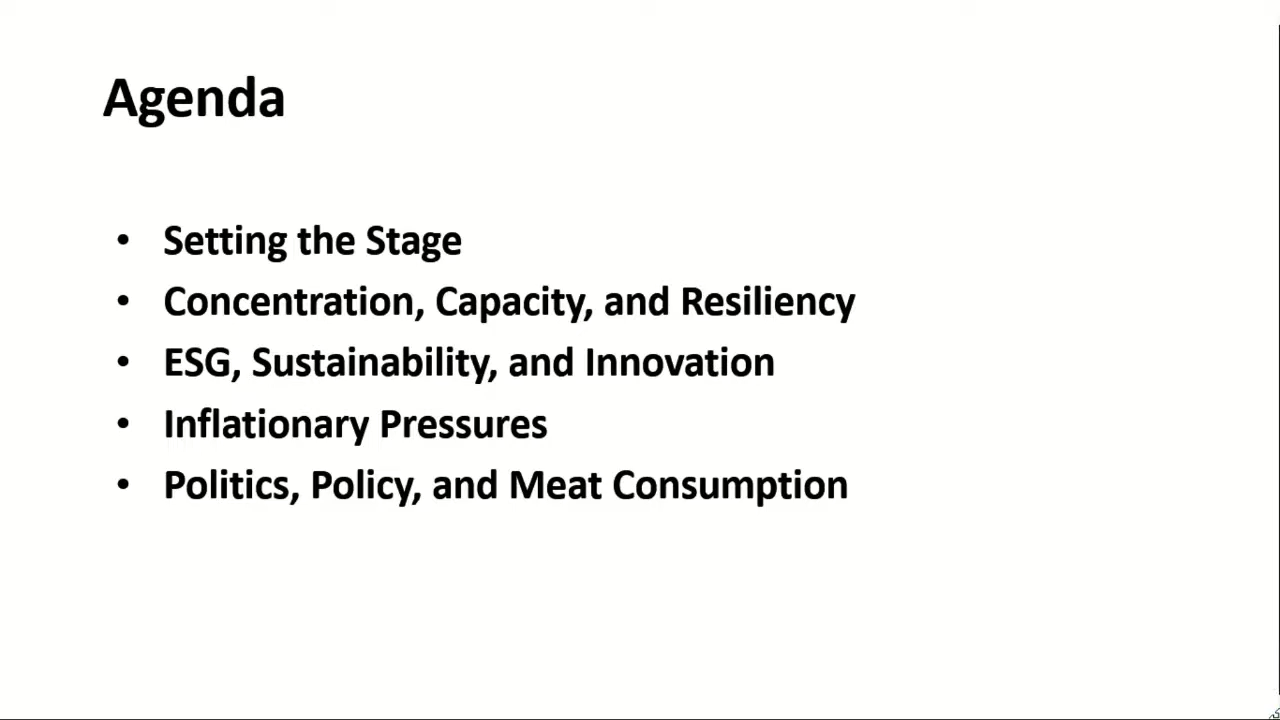 Agenda
• Setting the Stage
• Concentration, Capacity, and Resiliency
• ESG, Sustainability, and Innovation
• Inflationary Pressures
• Politics, Policy, and Meat Consumption